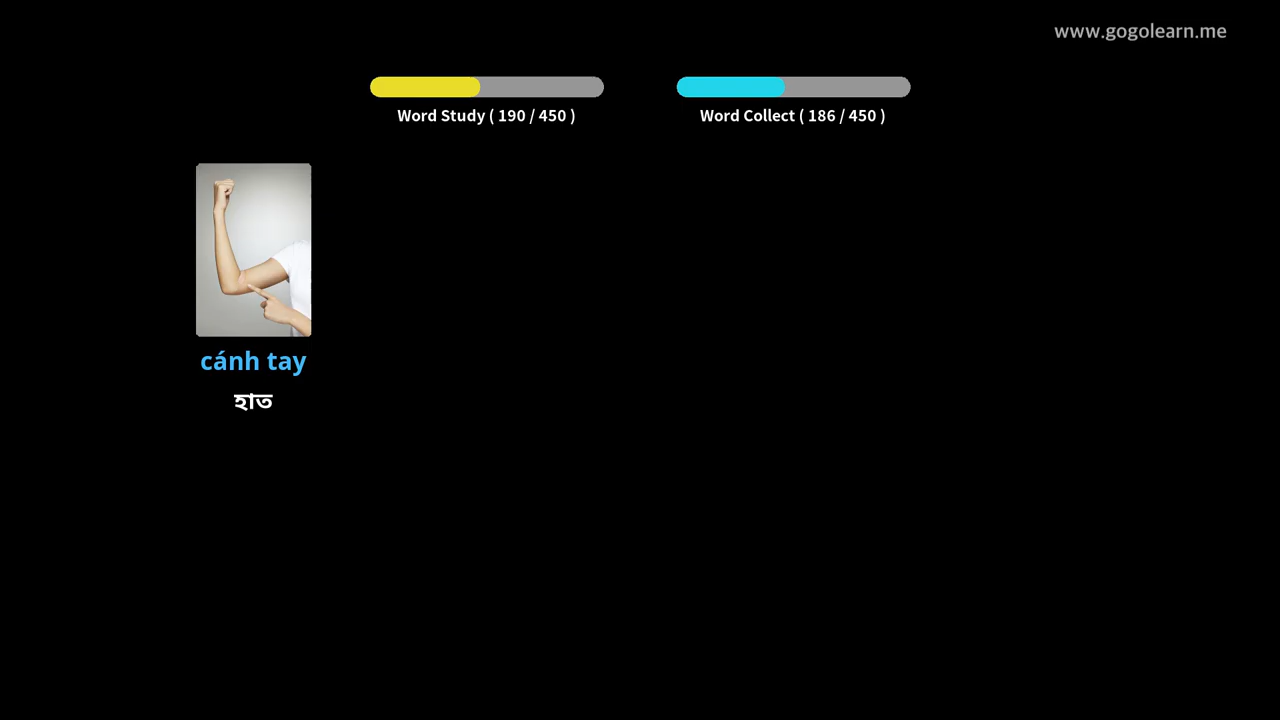 www.gogolearn.me
Word Study ( 190 / 450 )
Word Collect ( 186 / 450 )
cánh tay
হাত